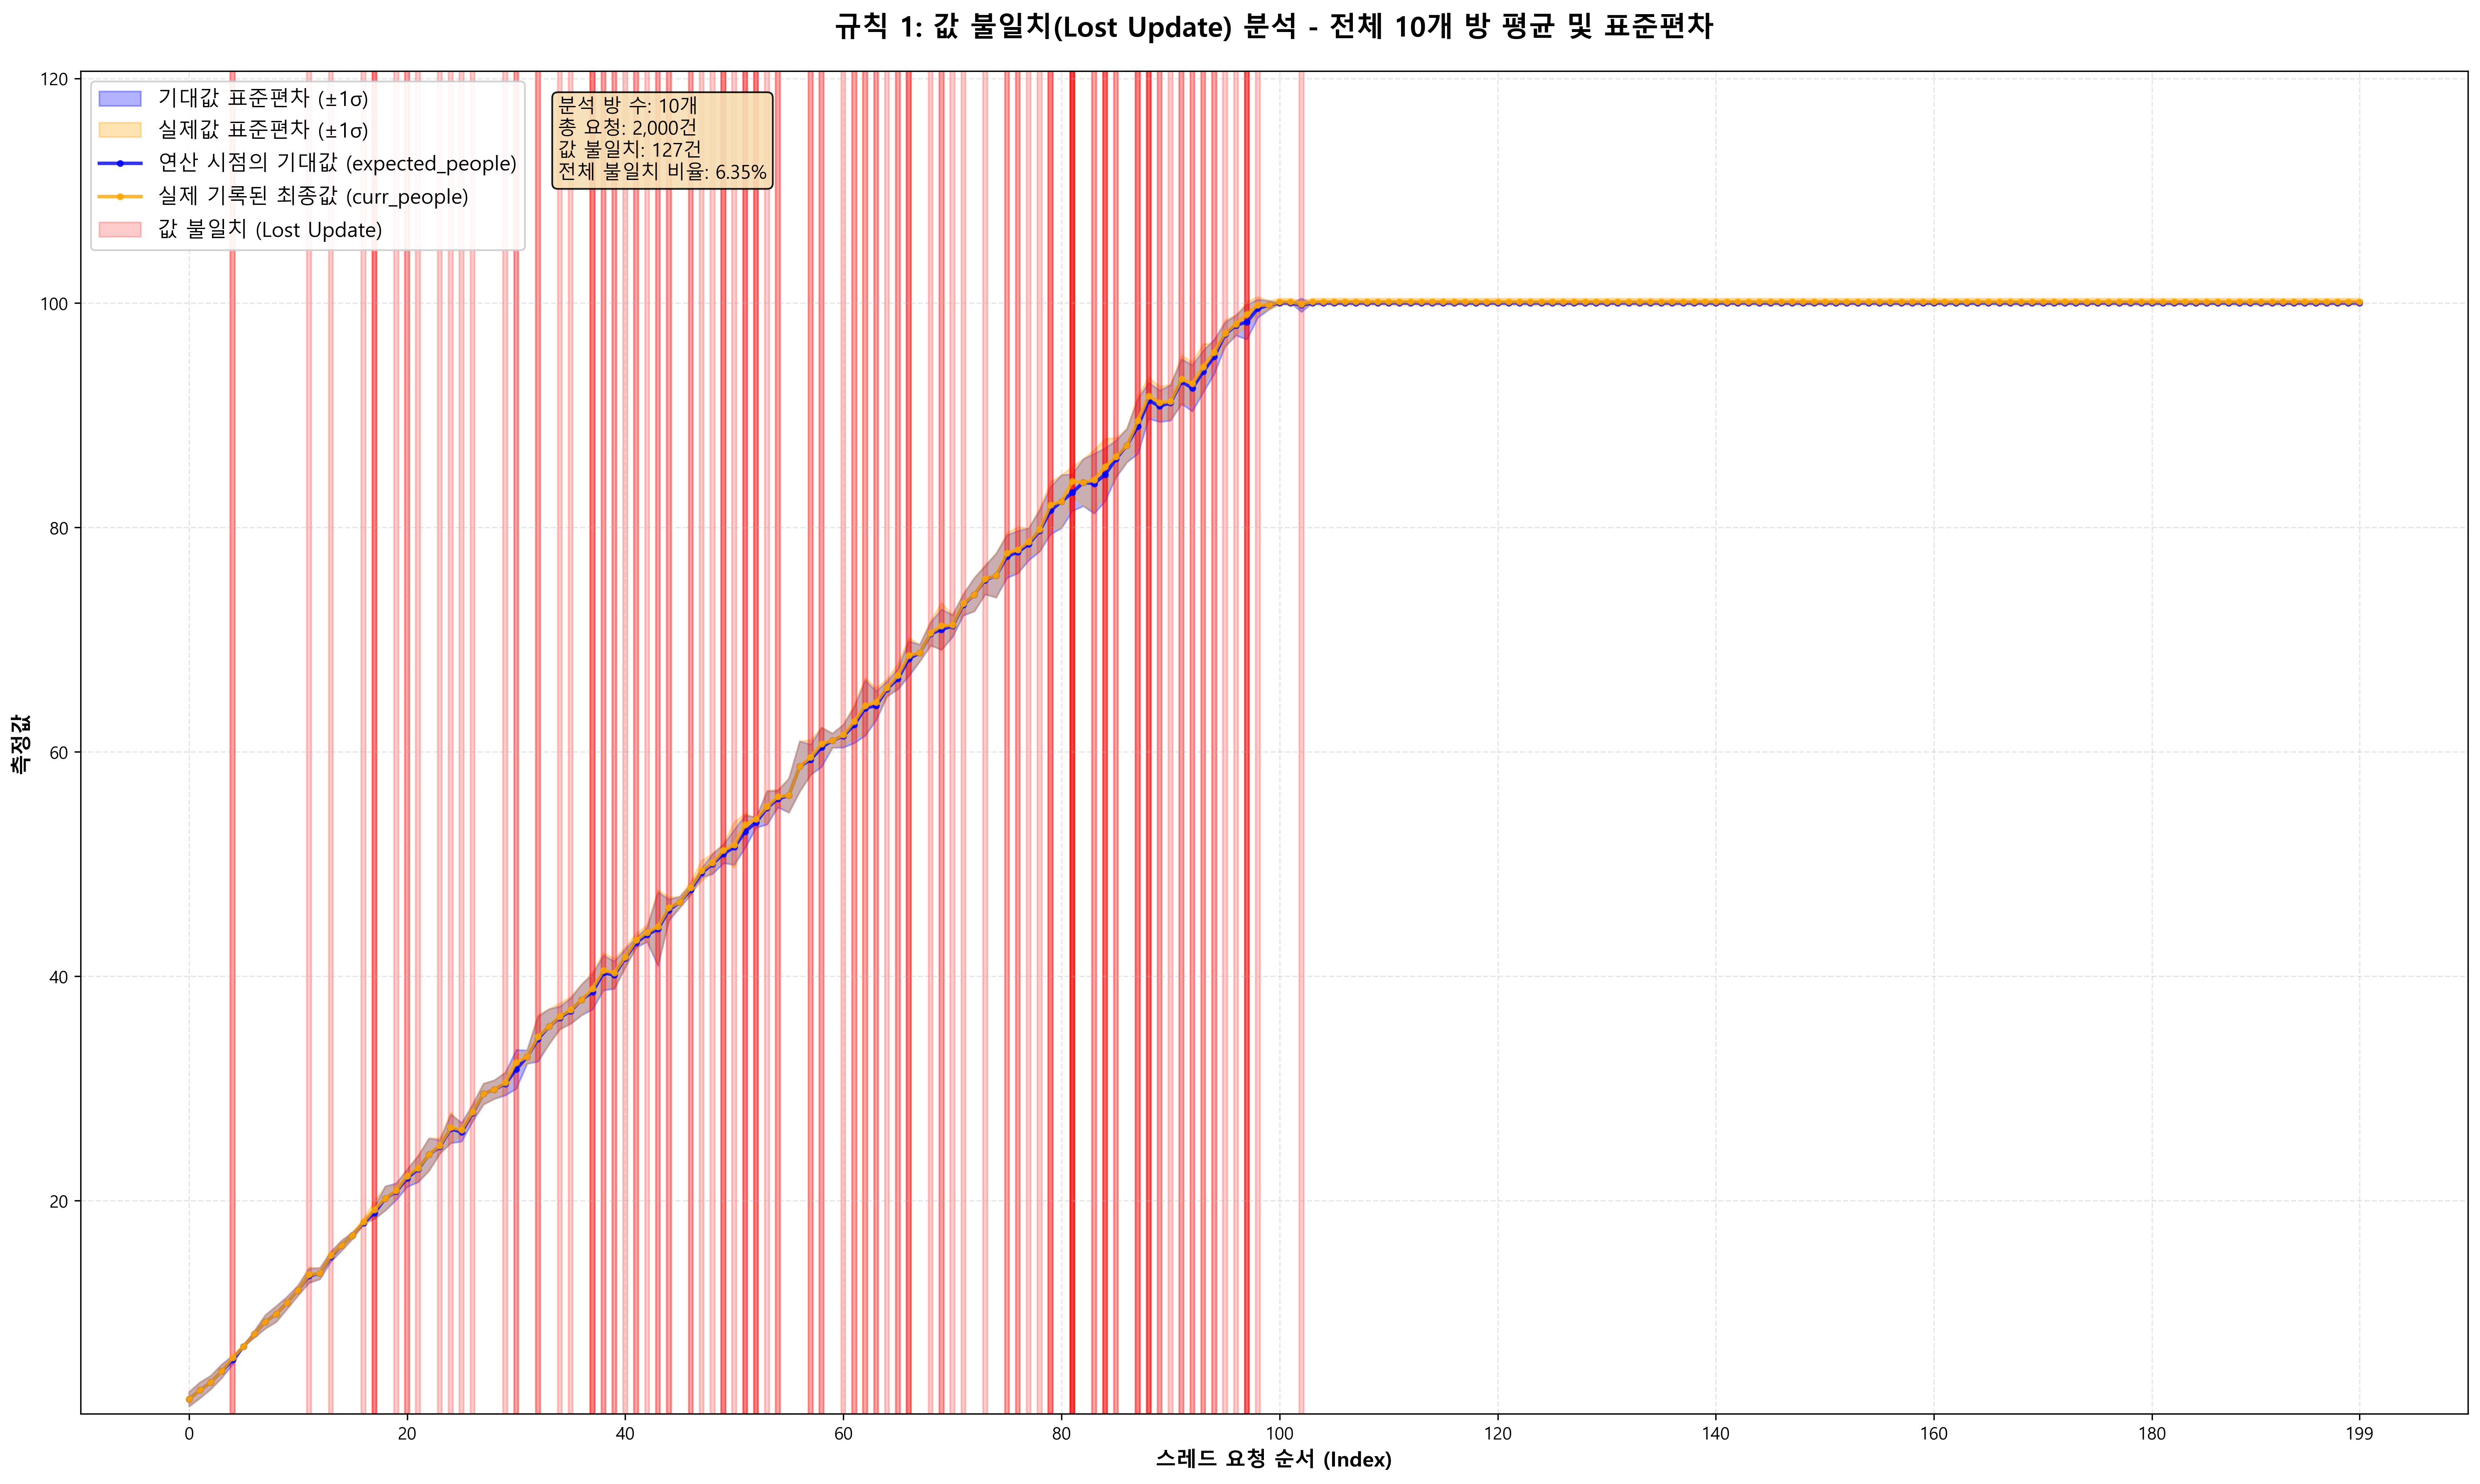 규칙 1: 값 불일치(Lost Update) 분석 - 전체 10개 방 평균 및 표준편차
120
100
80
60
40
20
측정값
기대값 표준편차 (±1σ)
실제값 표준편차 (±1σ)
연산 시점의 기대값 (expected_people)
실제 기록된 최종값 (curr_people)
값 불일치 (Lost Update)
분석 방 수: 10개
총 요청: 2,000건
값 불일치: 127건
전체 불일치 비율: 6.35%
0 20 40 60 80 100 120 140 160 180 199
스레드 요청 순서 (Index)